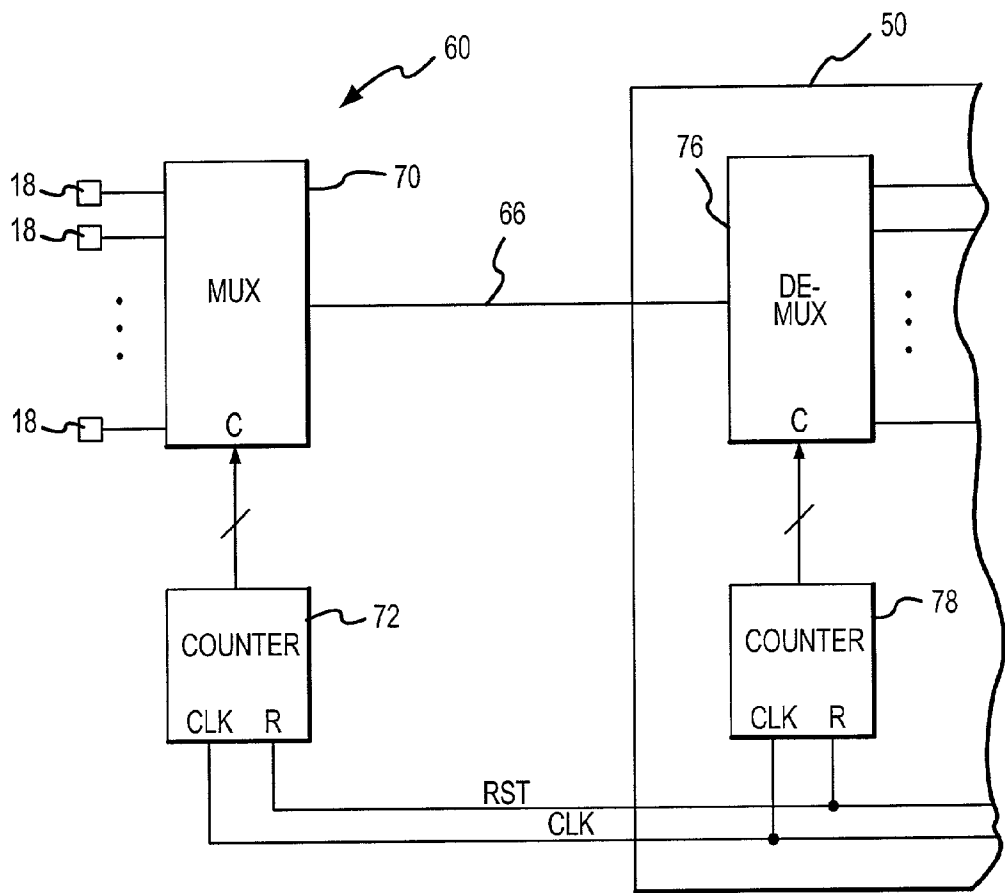 50
60
18
70
76
18
66
MUX
DE-
MUX
18
C
C
72
78
COUNTER
COUNTER
CLK R
CLK R
RST
CLK